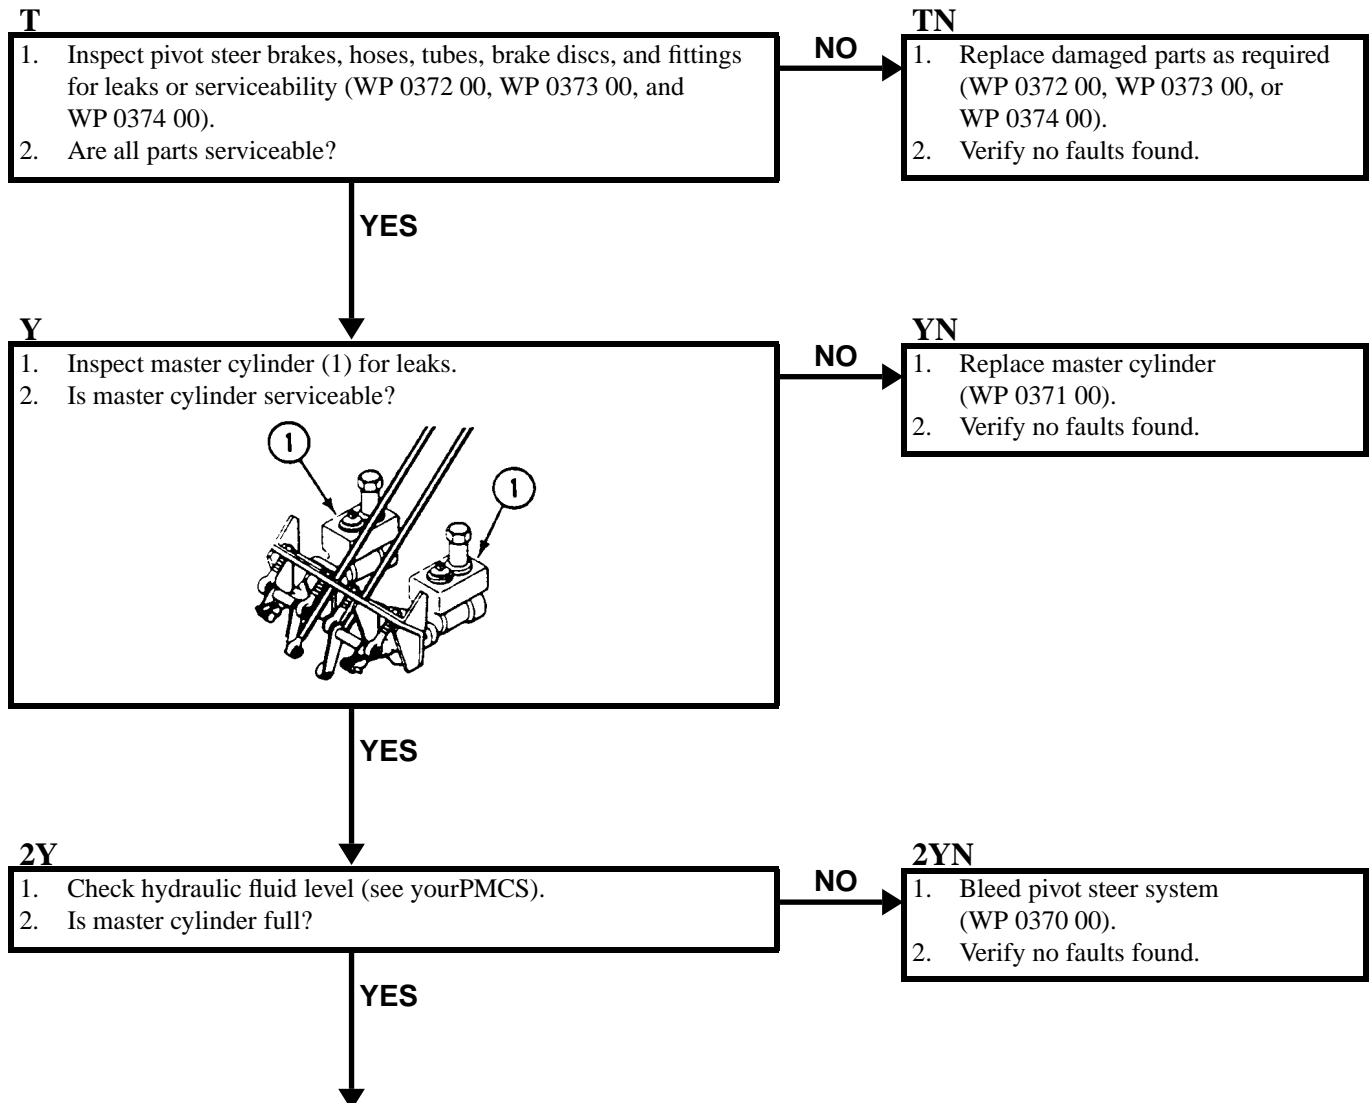 T
1. Inspect pivot steer brakes, hoses, tubes, brake discs, and fittings
for leaks or serviceability (WP 0372 00, WP 0373 00, and
WP 0374 00).
2. Are all parts serviceable?
NO
TN
1. Replace damaged parts as required
(WP 0372 00, WP 0373 00, or
WP 0374 00).
2. Verify no faults found.
YES
Y
1. Inspect master cylinder (1) for leaks.
2. Is master cylinder serviceable?
1
1
NO
YN
1. Replace master cylinder
(WP 0371 00).
2. Verify no faults found.
YES
2Y
1. Check hydraulic fluid level (see yourPMCS).
2. Is master cylinder full?
NO
2YN
1. Bleed pivot steer system
(WP 0370 00).
2. Verify no faults found.
YES